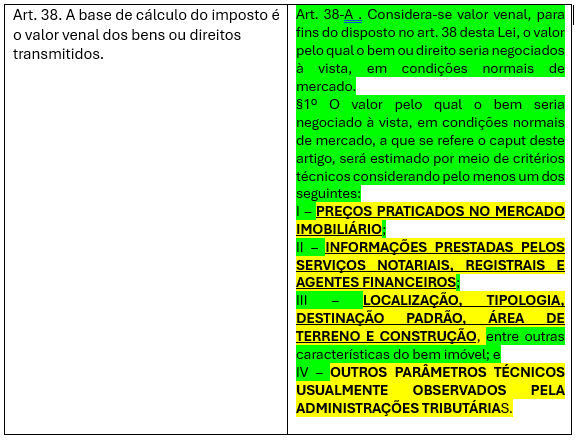 Art. 38. A base de cálculo do imposto é
o valor venal dos bens ou direitos
transmitidos.
Art. 38-A . Considera-se valor venal, para
fins do disposto no art. 38 desta Lei, o valor
pelo qual o bem ou direito seria negociados
à vista, em condições normais de
mercado.
§1º O valor pelo qual o bem seria
negociado à vista, em condições normais
de mercado, a que se refere o caput deste
artigo, será estimado por meio de critérios
técnicos considerando pelo menos um dos
seguintes:
I – PREÇOS PRATICADOS NO MERCADO
IMOBILIÁRIO;
II – INFORMAÇÕES PRESTADAS PELOS
SERVIÇOS NOTARIAIS, REGISTRAIS E
AGENTES FINANCEIROS;
III – LOCALIZAÇÃO, TIPOLOGIA,
DESTINAÇÃO PADRÃO, ÁREA DE
TERRENO E CONSTRUÇÃO, entre outras
características do bem imóvel; e
IV – OUTROS PARÂMETROS TÉCNICOS
USUALMENTE OBSERVADOS PELA
ADMINISTRAÇÕES TRIBUTÁRIAS.